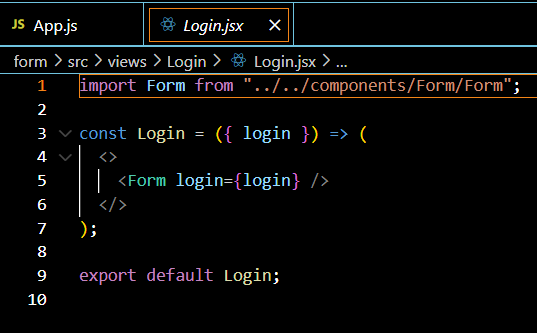 JS App.js Login.jsx ×
form > src > views > Login > Login.jsx > ...
1 import Form from "../../components/Form/Form";
2
3 const Login = ({ login }) => (
4 <>
5 <Form login={login} />
6 </>
7 );
8
9 export default Login;
10